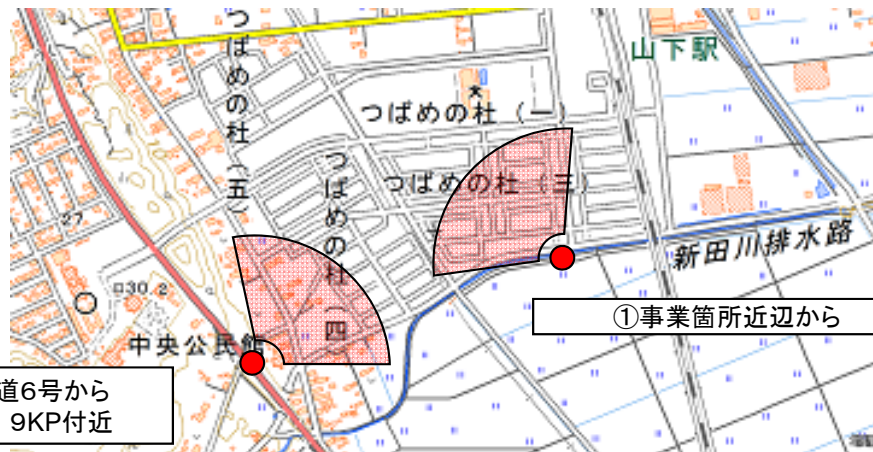 山下駅
つばめの杜（一）
つばめの杜（五）
つばめの杜（四）
つばめの杜（三）
新田川排水路
27
30.2
中央公民館
①事業箇所近辺から
道6号から
9KP付近